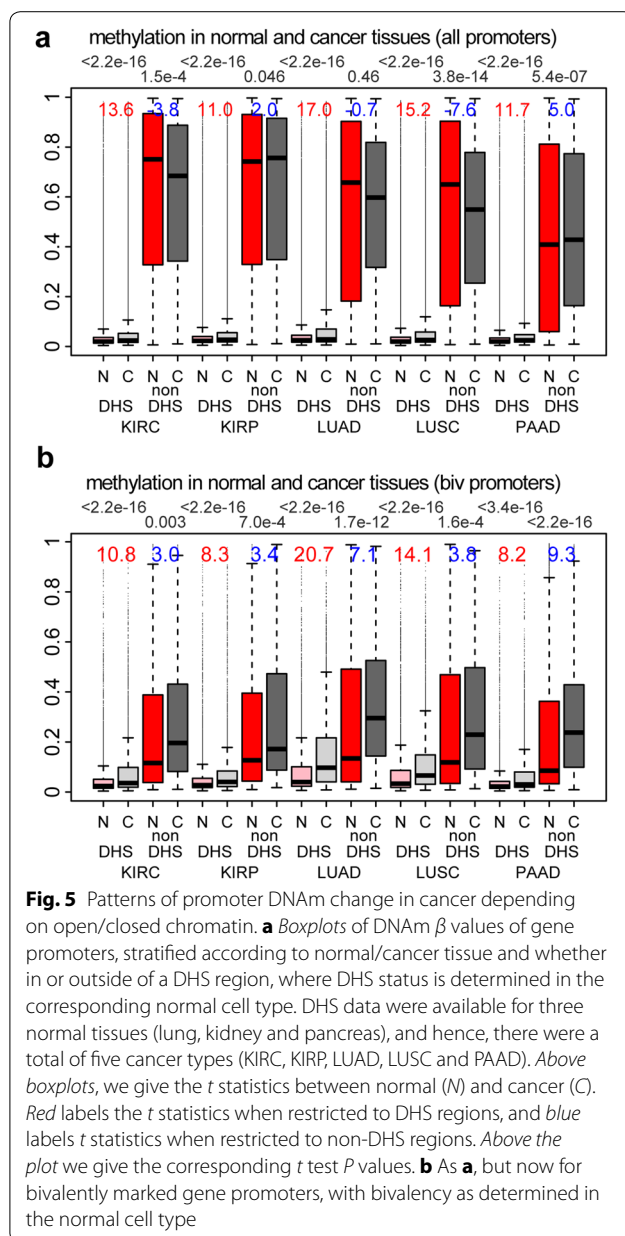 a
methylation in normal and cancer tissues (all promoters)
<2.2e-16 <2.2e-16 <2.2e-16 <2.2e-16 <2.2e-16
1.5e-4 0.046 0.46 3.8e-14 5.4e-07
13.6 -3.8 11.0 2.0 17.0 -0.7 15.2 -7.6 11.7 5.0
1
0.8
0.6
0.4
0.2
0
N C N C N C N C N C N C N C N C N C N C
non non non non non
DHS DHS DHS DHS DHS DHS DHS DHS DHS DHS
KIRC KIRP LUAD LUSC PAAD
b
methylation in normal and cancer tissues (biv promoters)
<2.2e-16 <2.2e-16 <2.2e-16 <2.2e-16 <3.4e-16
0.003 7.0e-4 1.7e-12 1.6e-4 <2.2e-16
10.8 3.0 8.3 3.4 20.7 7.1 14.1 3.8 8.2 9.3
1
0.8
0.6
0.4
0.2
0
N C N C N C N C N C N C N C N C N C N C
non non non non non
DHS DHS DHS DHS DHS DHS DHS DHS DHS DHS
KIRC KIRP LUAD LUSC PAAD
Fig. 5 Patterns of promoter DNAm change in cancer depending
on open/closed chromatin. a Boxplots of DNAm β values of gene
promoters, stratified according to normal/cancer tissue and whether
in or outside of a DHS region, where DHS status is determined in the
corresponding normal cell type. DHS data were available for three
normal tissues (lung, kidney and pancreas), and hence, there were a
total of five cancer types (KIRC, KIRP, LUAD, LUSC and PAAD). Above
boxplots, we give the t statistics between normal (N) and cancer (C).
Red labels the t statistics when restricted to DHS regions, and blue
labels t statistics when restricted to non-DHS regions. Above the
plot we give the corresponding t test P values. b As a, but now for
bivalently marked gene promoters, with bivalency as determined in
the normal cell type